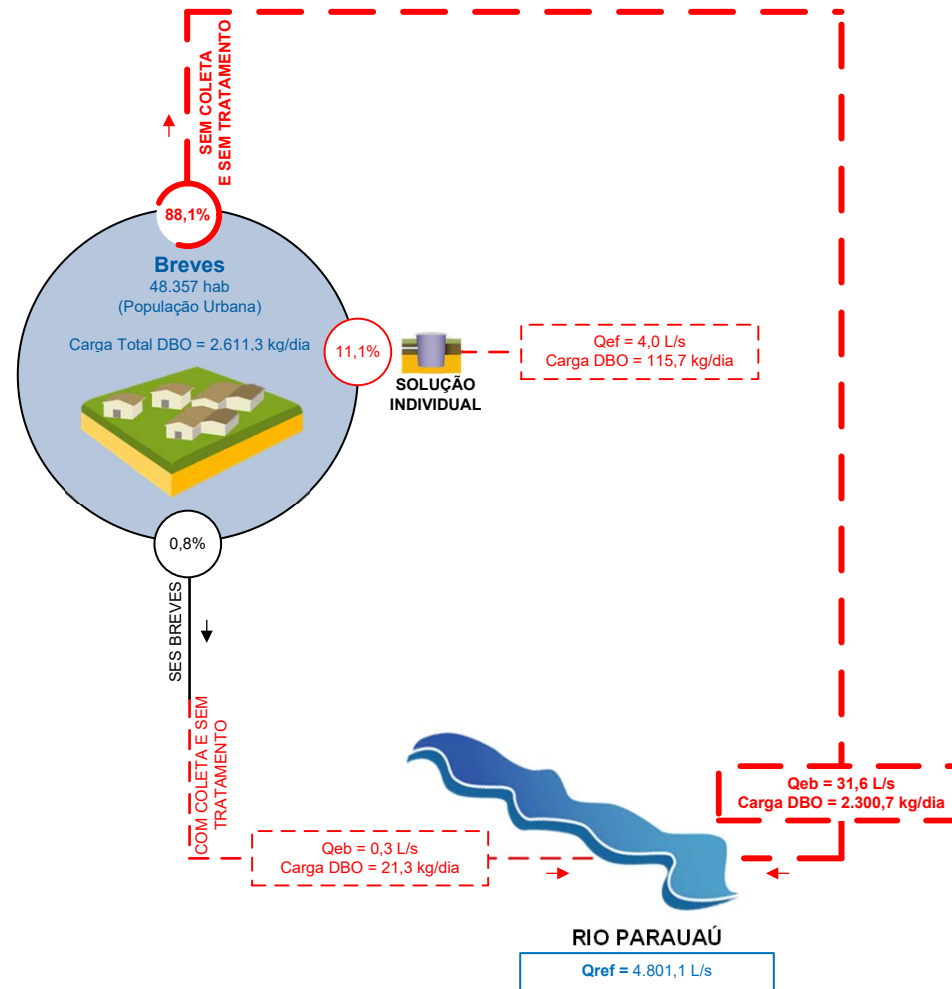 SEM COLETA
E SEM TRATAMENTO
88,1%
Breves
48.357 hab
(População Urbana)
Carga Total DBO = 2.611,3 kg/dia
11,1%
SOLUÇÃO
INDIVIDUAL
Qef = 4,0 L/s
Carga DBO = 115,7 kg/dia
0,8%
SES BREVES
COM COLETA E SEM
TRATAMENTO
Qeb = 0,3 L/s
Carga DBO = 21,3 kg/dia
Qeb = 31,6 L/s
Carga DBO = 2.300,7 kg/dia
RIO PARAUAÚ
Qref = 4.801,1 L/s